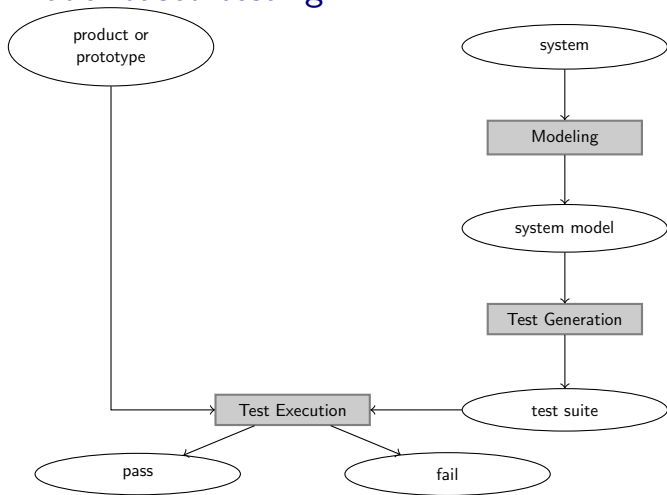 product or
prototype
system
Modeling
system model
Test Generation
Test Execution
test suite
pass
fail